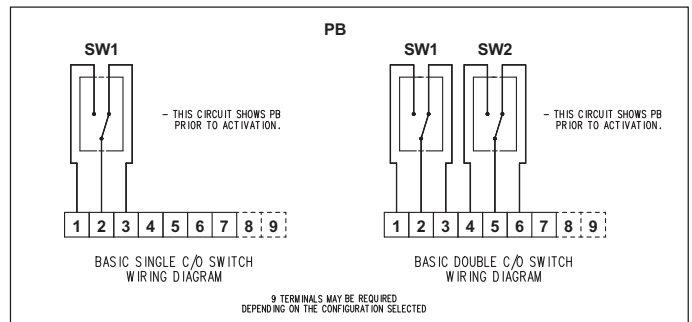 PB
SW1
- THIS CIRCUIT SHOWS PB
PRIOR TO ACTIVATION.
1 2 3 4 5 6 7 8 9
BASIC SINGLE C/O SWITCH
WIRING DIAGRAM
SW1 SW2
- THIS CIRCUIT SHOWS PB
PRIOR TO ACTIVATION.
1 2 3 4 5 6 7 8 9
BASIC DOUBLE C/O SWITCH
WIRING DIAGRAM
9 TERMINALS MAY BE REQUIRED
DEPENDING ON THE CONFIGURATION SELECTED